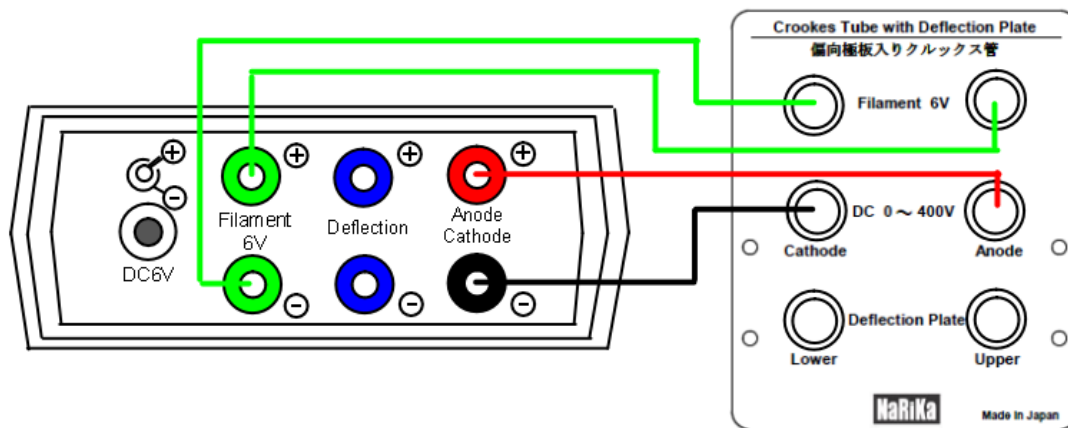 Crookes Tube with Deflection Plate
偏向極板入りクルックス管
Filament 6V
DC 0～400V
Cathode
Anode
Deflection Plate
Lower
Upper
NaRiKa
Made In Japan
+
-
DC6V
+
Filament
6V
-
+
Deflection
-
+
Anode
Cathode
-